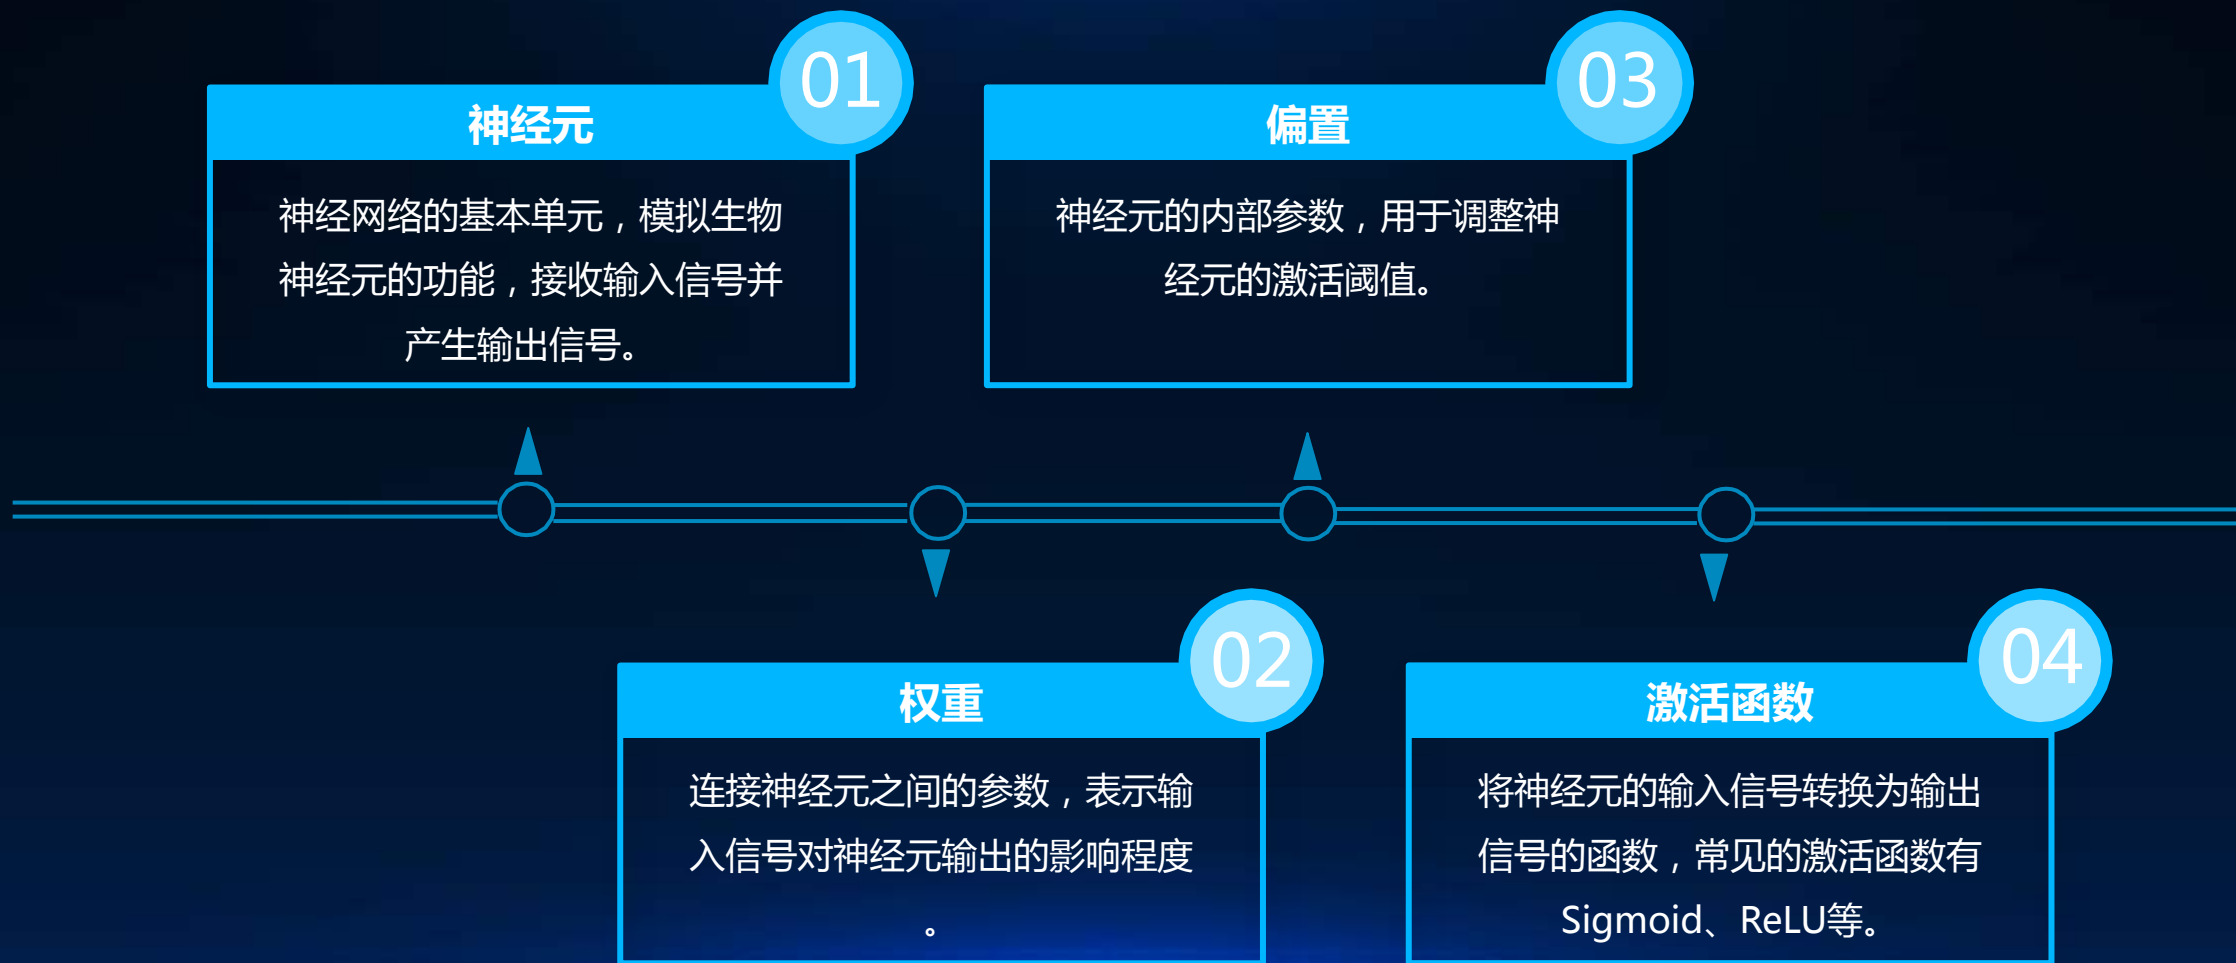 01
神经元
神经网络的基本单元，模拟生物
神经元的功能，接收输入信号并
产生输出信号。
02
权重
连接神经元之间的参数，表示输
入信号对神经元输出的影响程度
。
03
偏置
神经元的内部参数，用于调整神
经元的激活阈值。
04
激活函数
将神经元的输入信号转换为输出
信号的函数，常见的激活函数有
Sigmoid、ReLU等。